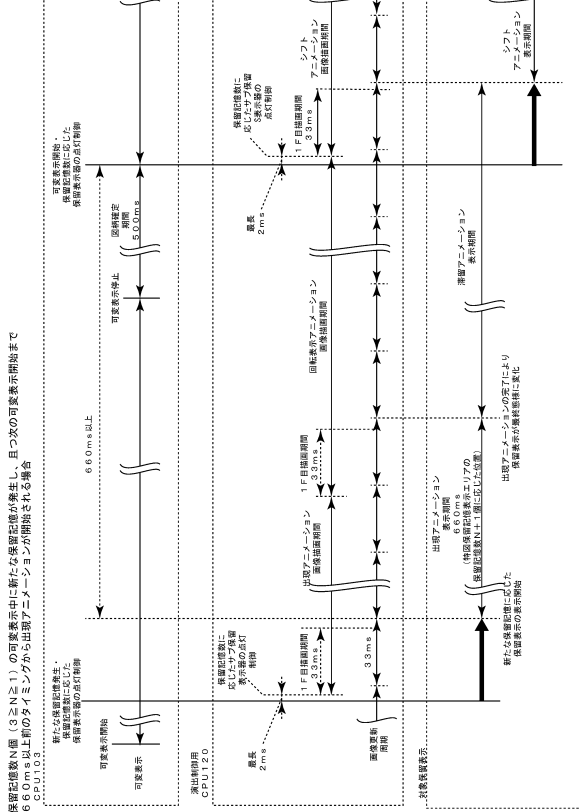 保留記憶数N個（３≧N≧１）の可変表示中に新たな保留記憶が発生し、且つ次の可変表示開始まで
６６０ｍｓ以上前のタイミングから出現アニメーションが開始される場合
ＣＰＵ１０３
新たな保留記憶発生・
保留記憶数に応じた
保留表示器の点灯制御
可変表示開始・
保留記憶数に応じた
保留表示器の点灯制御
可変表示開始
６６０ｍｓ以上
可変表示
可変表示停止
図柄確定
期間
５００ｍｓ
演出制御用
ＣＰＵ１２０
保留記憶数に
応じたサブ保留
表示器の点灯
制御
最長
２ｍｓ
１Ｆ目描画期間
３３ｍｓ
出現アニメーション
画像描画期間
１Ｆ目描画期間
３３ｍｓ
回転表示アニメーション
画像描画期間
保留記憶数に
応じたサブ保留
Ｓ表示器の
点灯制御
最長
２ｍｓ
１Ｆ目描画期間
３３ｍｓ
シフト
アニメーション
画像描画期間
画像更新
周期
３３ｍｓ
対象保留表示
新たな保留記憶に応じた
保留表示の表示開始
出現アニメーション
表示期間
６６０ｍｓ
（特図保留記憶表示エリアの
保留記憶数Ｎ＋１個に応じた位置）
出現アニメーションの完了により
保留表示が最終態様に変化
滞留アニメーション
表示期間
シフト
アニメーション
表示期間